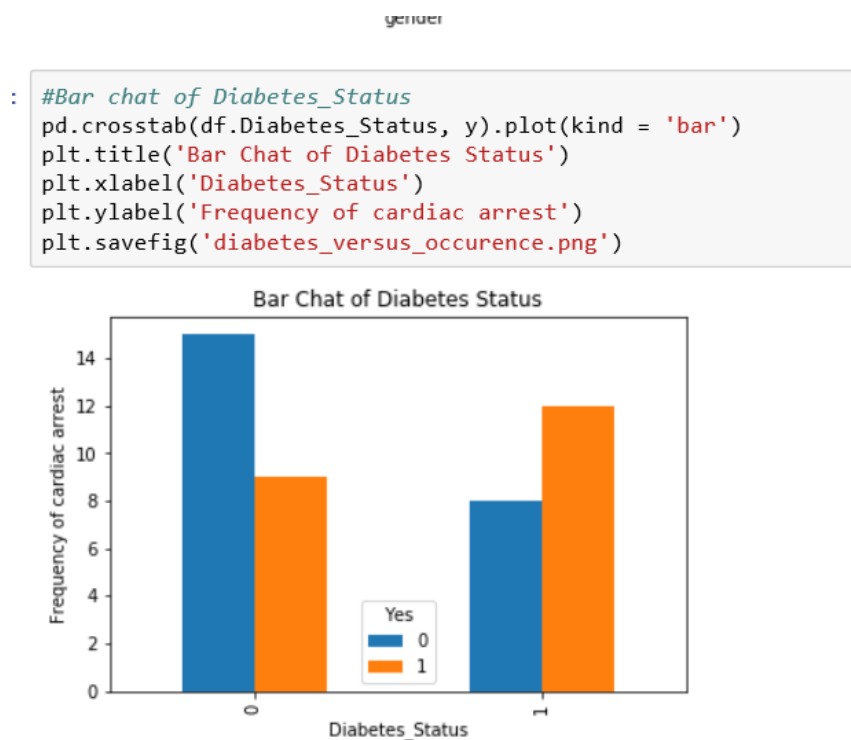 gender
: #Bar chat of Diabetes_Status
pd.crosstab(df.Diabetes_Status, y).plot(kind = 'bar')
plt.title('Bar Chat of Diabetes Status')
plt.xlabel('Diabetes_Status')
plt.ylabel('Frequency of cardiac arrest')
plt.savefig('diabetes_versus_occurence.png')
Bar Chat of Diabetes Status
Frequency of cardiac arrest
14
12
10
8
6
4
2
0
Yes
0
1
0
1
Diabetes_Status